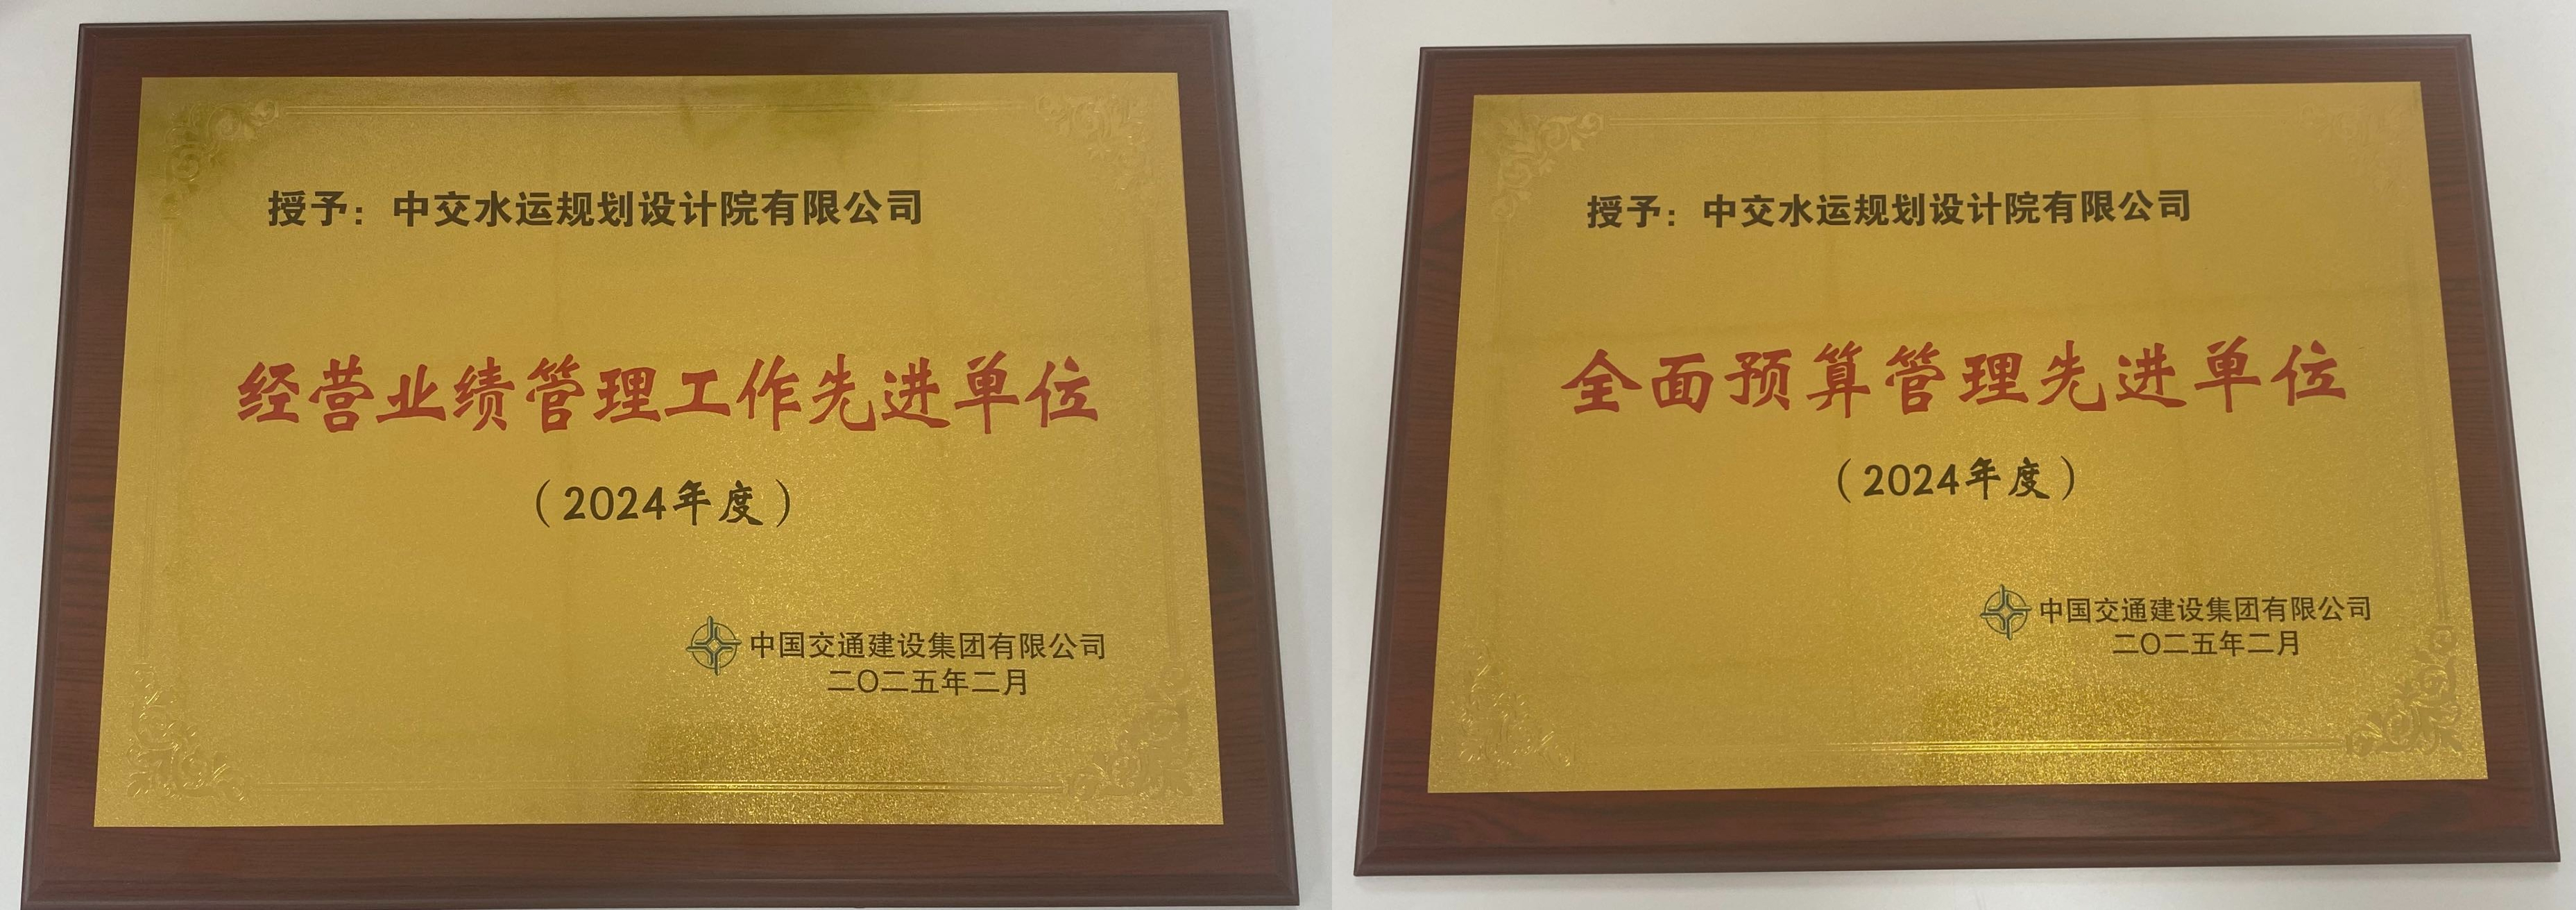 授予：中交水运规划设计院有限公司
经营业绩管理工作先进单位
（2024年度）
中国交通建设集团有限公司
二〇二五年二月
授予：中交水运规划设计院有限公司
全面预算管理先进单位
（2024年度）
中国交通建设集团有限公司
二〇二五年二月